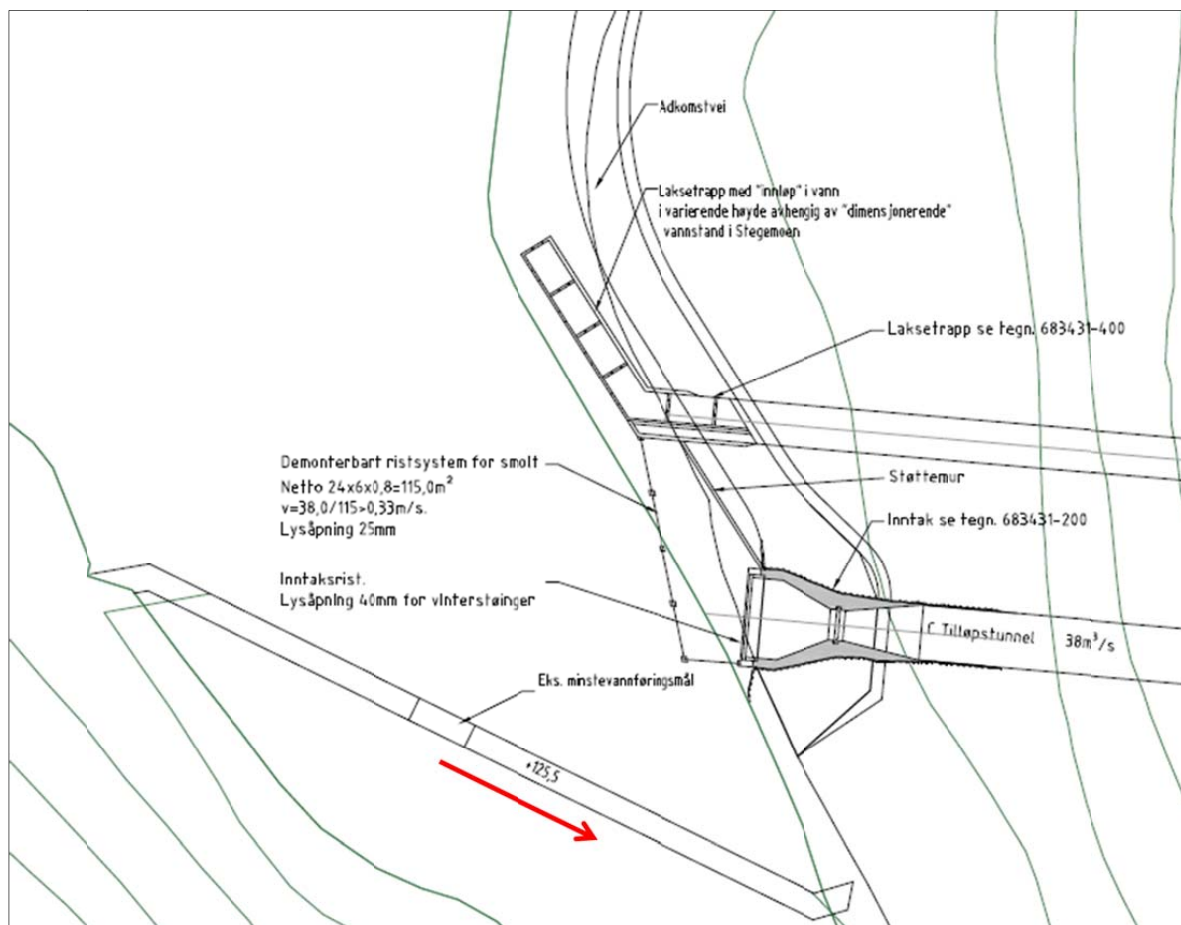 Adkomstvei
Laksetrapp med "innløp" i vann
i varierende høyde avhengig av "dimensjonerende"
vannstand i Stegemoen
Laksetrapp se tegn. 683431-400
Demonterbart ristsystem for smolt
Netto 24x6x0,8=115,0m²
v=38,0/115>0,33m/s.
Lysåpning 25mm
Støttemur
Inntak se tegn. 683431-200
Inntaksrist.
Lysåpning 40mm for vinterstøinger
Tilløpstunnel 38m³/s
Eks. minstevannføringsmål
+125,5